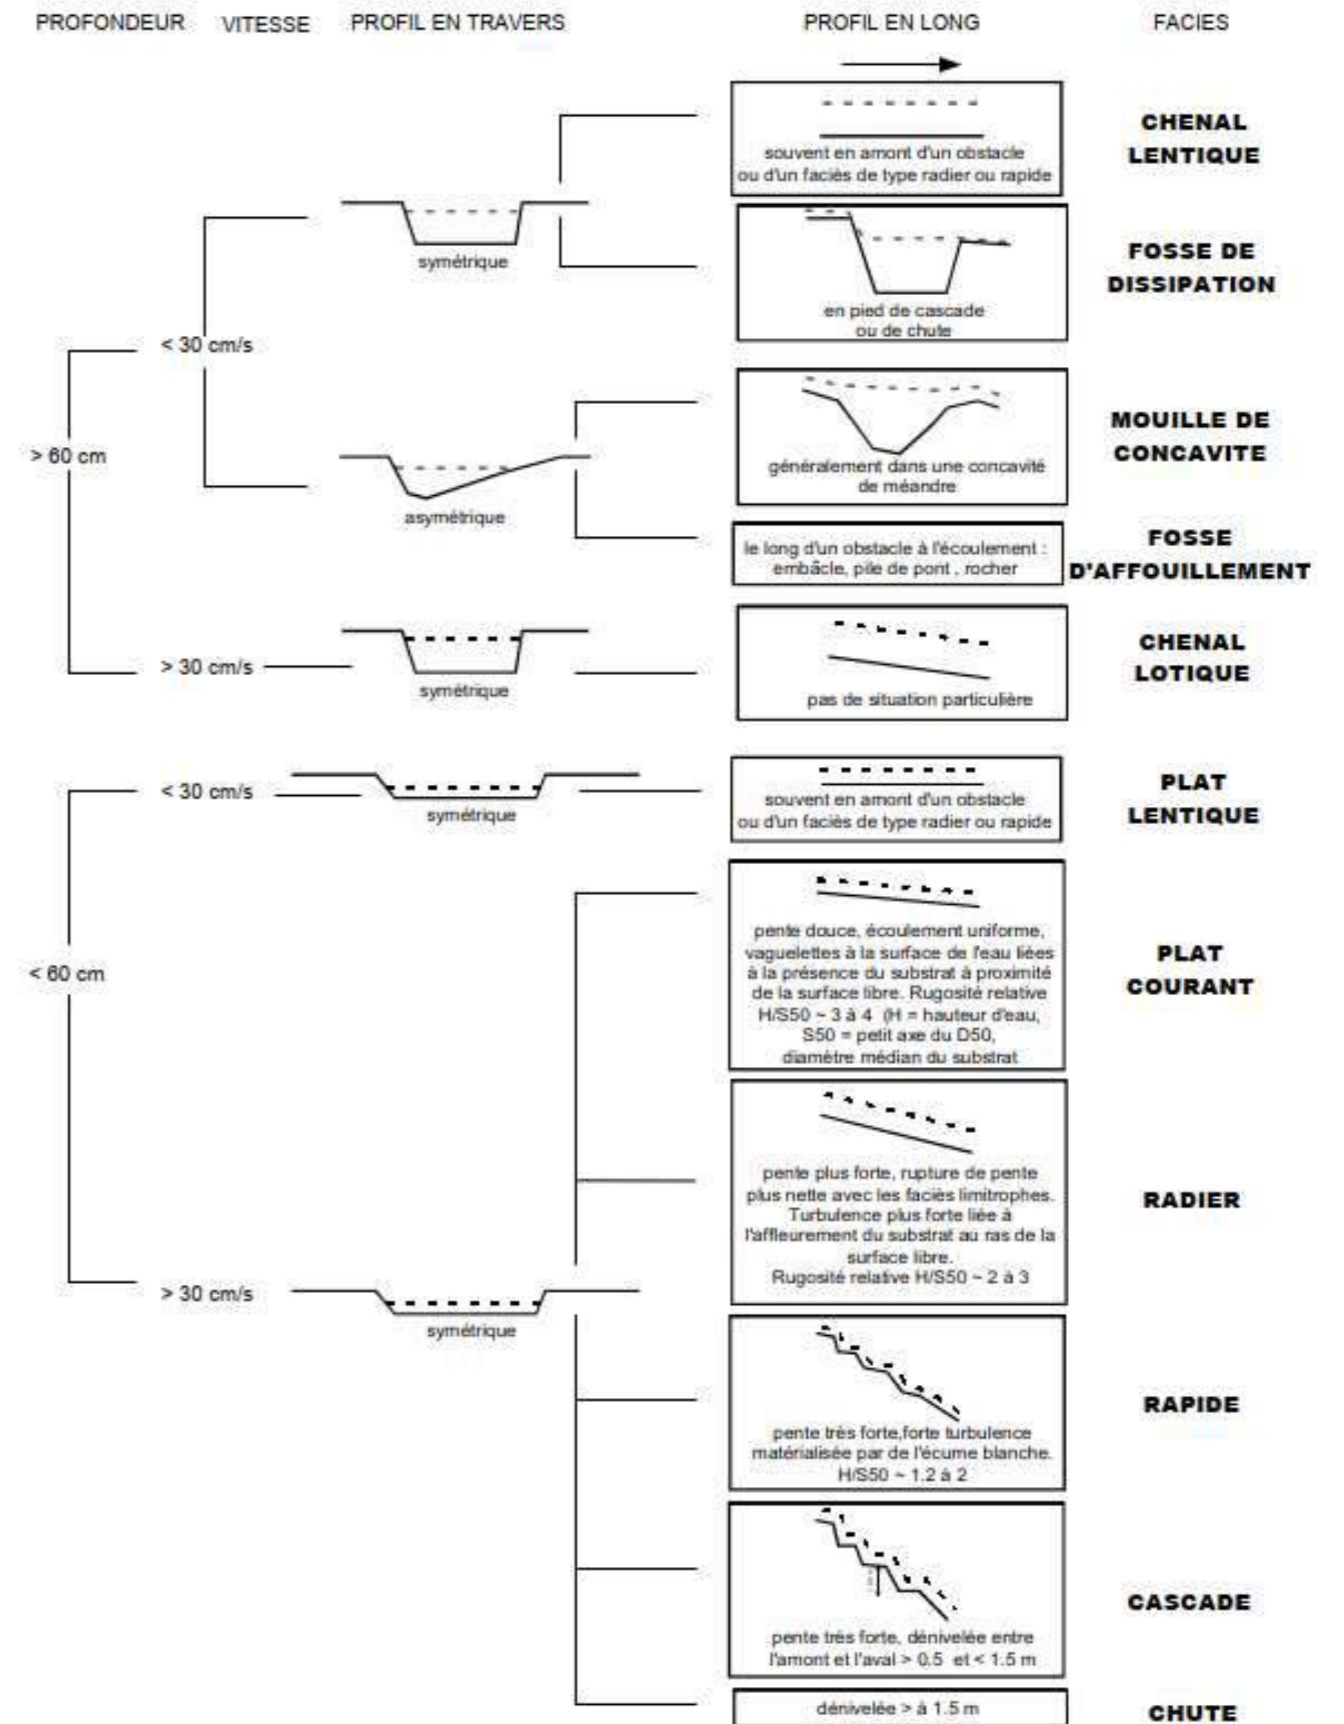 PROFONDEUR VITESSE PROFIL EN TRAVERS PROFIL EN LONG FACIES
souvent en amont d'un obstacle
ou d'un faciès de type radier ou rapide
CHENAL
LENTIQUE
symétrique
en pied de cascade
ou de chute
FOSSE DE
DISSIPATION
< 30 cm/s
> 60 cm
asymétrique
généralement dans une concavité
de méandre
MOUILLE DE
CONCAVITE
le long d'un obstacle à l'écoulement :
embâcle, pile de pont , rocher
FOSSE
D'AFFOUILLEMENT
> 30 cm/s
symétrique
pas de situation particulière
CHENAL
LOTIQUE
< 30 cm/s
symétrique
souvent en amont d'un obstacle
ou d'un faciès de type radier ou rapide
PLAT
LENTIQUE
< 60 cm
pente douce, écoulement uniforme,
vaguelettes à la surface de l'eau liées
à la présence du substrat à proximité
de la surface libre. Rugosité relative
H/S50 ~ 3 à 4 (H = hauteur d'eau,
S50 = petit axe du D50,
diamètre médian du substrat
PLAT
COURANT
pente plus forte, rupture de pente
plus nette avec les faciès limitrophes.
Turbulence plus forte liée à
l'affleurement du substrat au ras de la
surface libre.
Rugosité relative H/S50 ~ 2 à 3
RADIER
> 30 cm/s
symétrique
pente très forte,forte turbulence
matérialisée par de l'écume blanche.
H/S50 ~ 1.2 à 2
RAPIDE
pente très forte, dénivelée entre
l'amont et l'aval > 0.5 et < 1.5 m
CASCADE
dénivelée > à 1.5 m
CHUTE